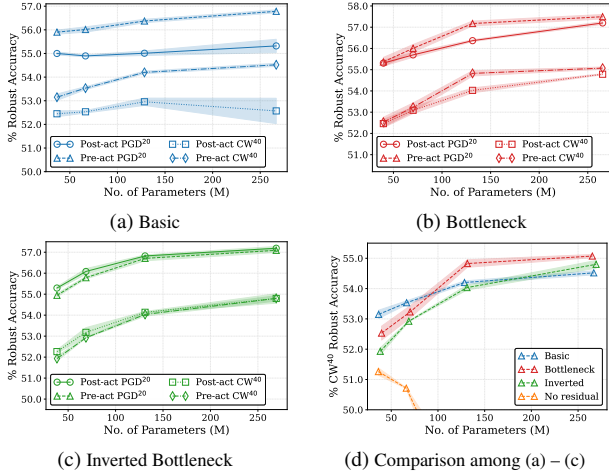 57.0
56.0
55.0
54.0
53.0
52.0
51.0
50.0
% Robust Accuracy
Post-act PGD²⁰
Pre-act PGD²⁰
Post-act CW⁴⁰
Pre-act CW⁴⁰
50 100 150 200 250
No. of Parameters (M)
(a) Basic
58.0
57.0
56.0
55.0
54.0
53.0
52.0
51.0
% Robust Accuracy
Post-act PGD²⁰
Pre-act PGD²⁰
Post-act CW⁴⁰
Pre-act CW⁴⁰
50 100 150 200 250
No. of Parameters (M)
(b) Bottleneck
57.0
56.0
55.0
54.0
53.0
52.0
51.0
50.0
% Robust Accuracy
Post-act PGD²⁰
Pre-act PGD²⁰
Post-act CW⁴⁰
Pre-act CW⁴⁰
50 100 150 200 250
No. of Parameters (M)
(c) Inverted Bottleneck
55.0
54.0
53.0
52.0
51.0
50.0
% CW⁴⁰ Robust Accuracy
Basic
Bottleneck
Inverted
No residual
0 50 100 150 200 250
No. of Parameters (M)
(d) Comparison among (a) – (c)